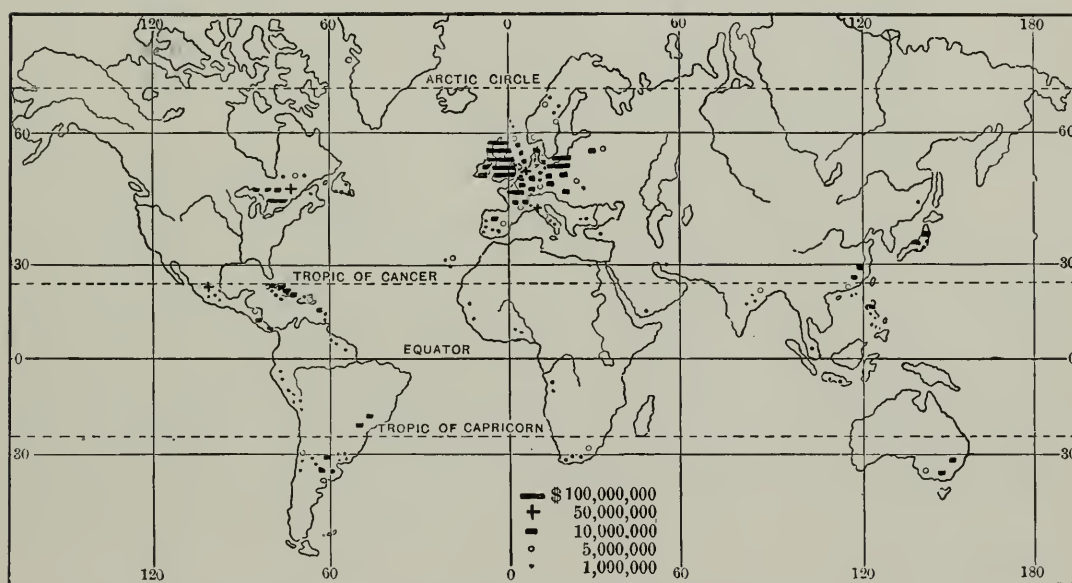 120 60 0 60 120 180
ARCTIC CIRCLE
60 60
30 30
TROPIC OF CANCER
EQUATOR
0 0
TROPIC OF CAPRICORN
30 30
$100,000,000
50,000,000
10,000,000
5,000,000
1,000,000
120 60 0 60 120 180